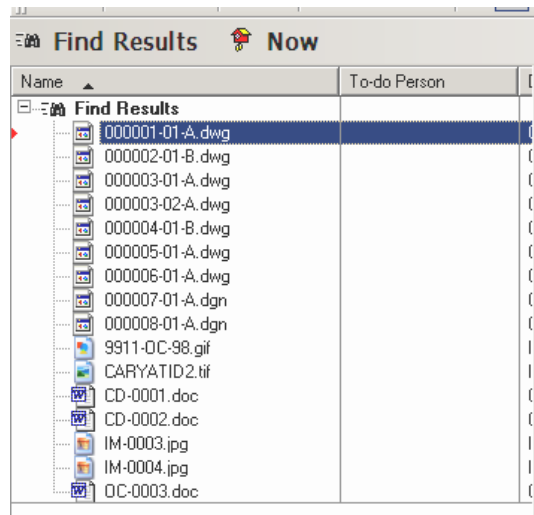 Find Results Now
Name To-do Person
Find Results
000001-01-A.dwg
000002-01-B.dwg
000003-01-A.dwg
000003-02-A.dwg
000004-01-B.dwg
000005-01-A.dwg
000006-01-A.dwg
000007-01-A.dgn
000008-01-A.dgn
9911-OC-98.gif
CARYATID2.tif
CD-0001.doc
CD-0002.doc
IM-0003.jpg
IM-0004.jpg
OC-0003.doc